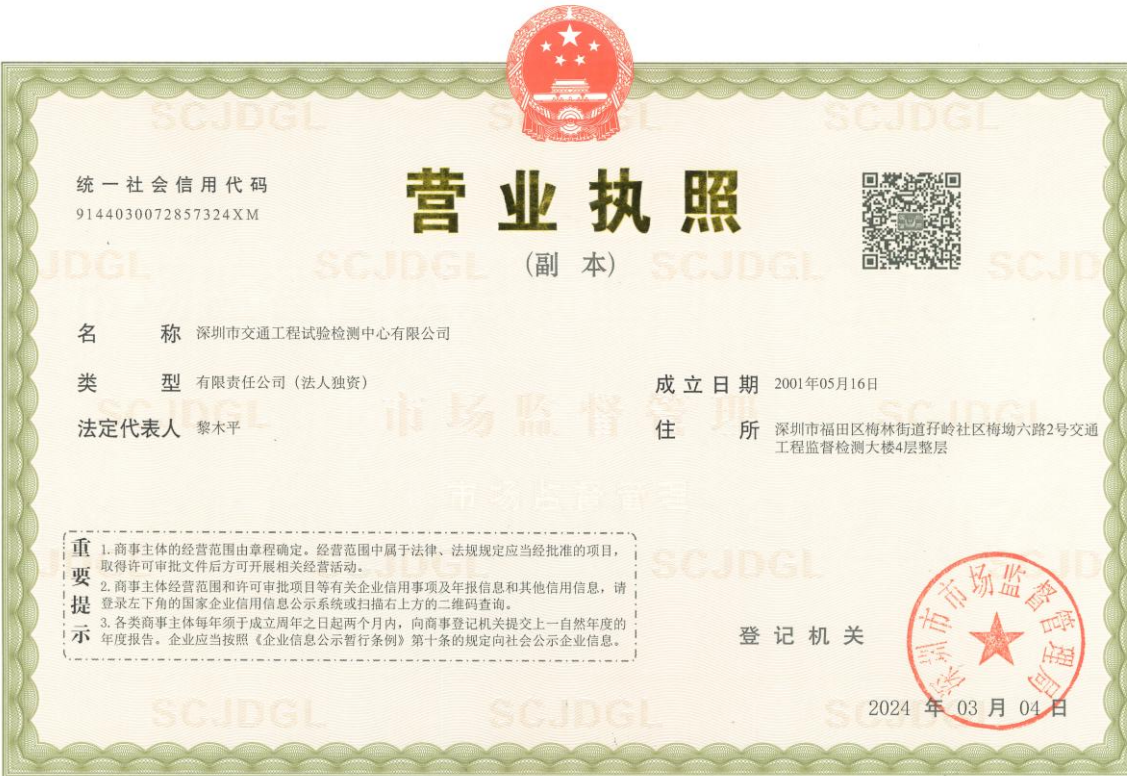 统一社会信用代码
9144030072857324XM
营业执照
(副 本)
名 称 深圳市交通工程试验检测中心有限公司
类 型 有限责任公司（法人独资）
法定代表人 黎木平
成立日期 2001年05月16日
住 所 深圳市福田区梅林街道孖岭社区梅坳六路2号交通
工程监督检测大楼4层整层
重要提示
1. 商事主体的经营范围由章程确定。经营范围中属于法律、法规规定应当经批准的项目，
取得许可审批文件后方可开展相关经营活动。
2. 商事主体经营范围和许可审批项目等有关企业信用事项及年报信息和其他信用信息，请
登录左下角的国家企业信用信息公示系统或扫描右上方的二维码查询。
3. 各类商事主体每年须于成立周年之日起两个月内，向商事登记机关提交上一自然年度的
年度报告。企业应当按照《企业信息公示暂行条例》第十条的规定向社会公示企业信息。
登记机关
深圳市市场监督管理局
2024 年 03 月 04 日
SCJDGL
市场监督管理